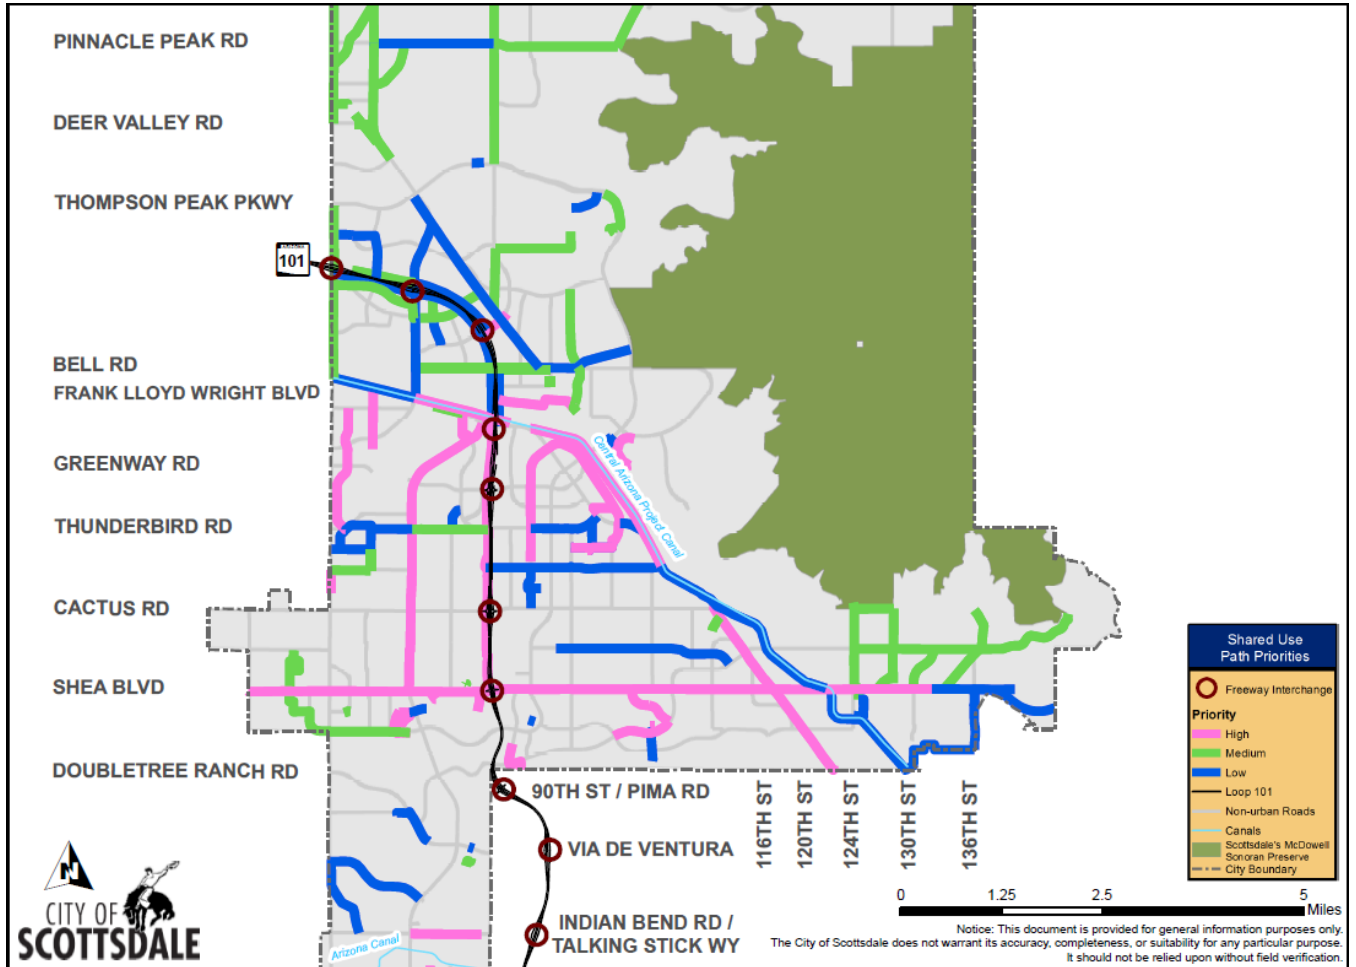 PINNACLE PEAK RD
DEER VALLEY RD
THOMPSON PEAK PKWY
101
BELL RD
FRANK LLOYD WRIGHT BLVD
GREENWAY RD
THUNDERBIRD RD
CACTUS RD
SHEA BLVD
DOUBLETREE RANCH RD
Central Arizona Project Canal
90TH ST / PIMA RD
VIA DE VENTURA
INDIAN BEND RD /
TALKING STICK WY
116TH ST
120TH ST
124TH ST
130TH ST
136TH ST
Arizona Canal
N
CITY OF
SCOTTSDALE
Shared Use
Path Priorities
Freeway Interchange
Priority
High
Medium
Low
Loop 101
Non-urban Roads
Canals
Scottsdale's McDowell
Sonoran Preserve
City Boundary
0 1.25 2.5 5
Miles
Notice: This document is provided for general information purposes only.
The City of Scottsdale does not warrant its accuracy, completeness, or suitability for any particular purpose.
It should not be relied upon without field verification.